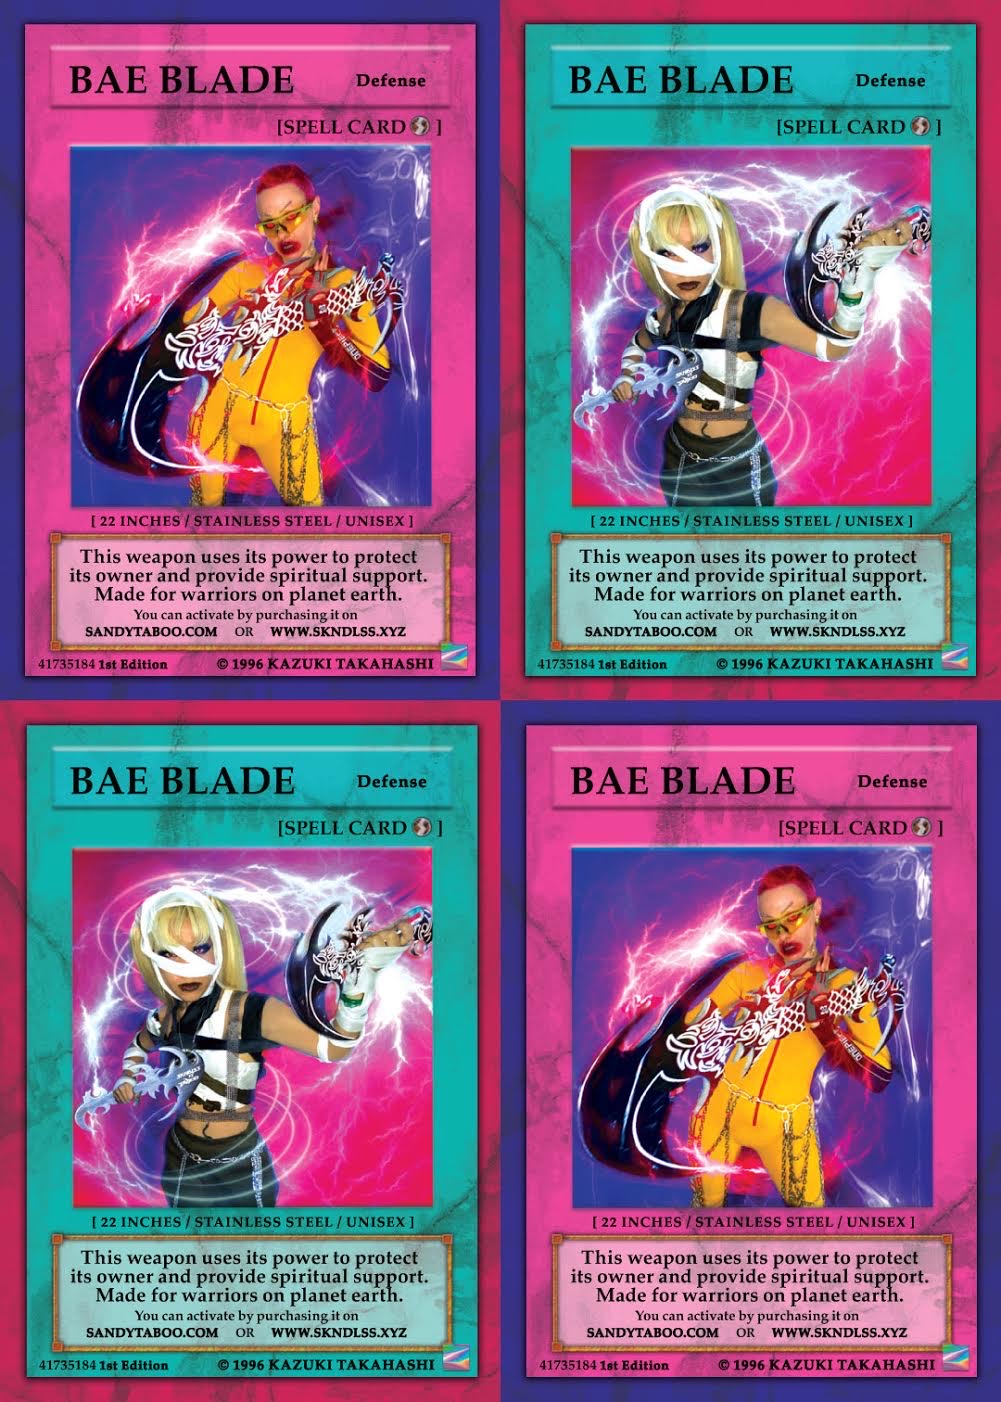 BAE BLADE Defense
[SPELL CARD ]
[ 22 INCHES / STAINLESS STEEL / UNISEX ]
This weapon uses its power to protect
its owner and provide spiritual support.
Made for warriors on planet earth.
You can activate by purchasing it on
SANDYTABOO.COM OR WWW.SKNDLSS.XYZ
41735184 1st Edition © 1996 KAZUKI TAKAHASHI
BAE BLADE Defense
[SPELL CARD ]
[ 22 INCHES / STAINLESS STEEL / UNISEX ]
This weapon uses its power to protect
its owner and provide spiritual support.
Made for warriors on planet earth.
You can activate by purchasing it on
SANDYTABOO.COM OR WWW.SKNDLSS.XYZ
41735184 1st Edition © 1996 KAZUKI TAKAHASHI
BAE BLADE Defense
[SPELL CARD ]
[ 22 INCHES / STAINLESS STEEL / UNISEX ]
This weapon uses its power to protect
its owner and provide spiritual support.
Made for warriors on planet earth.
You can activate by purchasing it on
SANDYTABOO.COM OR WWW.SKNDLSS.XYZ
41735184 1st Edition © 1996 KAZUKI TAKAHASHI
BAE BLADE Defense
[SPELL CARD ]
[ 22 INCHES / STAINLESS STEEL / UNISEX ]
This weapon uses its power to protect
its owner and provide spiritual support.
Made for warriors on planet earth.
You can activate by purchasing it on
SANDYTABOO.COM OR WWW.SKNDLSS.XYZ
41735184 1st Edition © 1996 KAZUKI TAKAHASHI